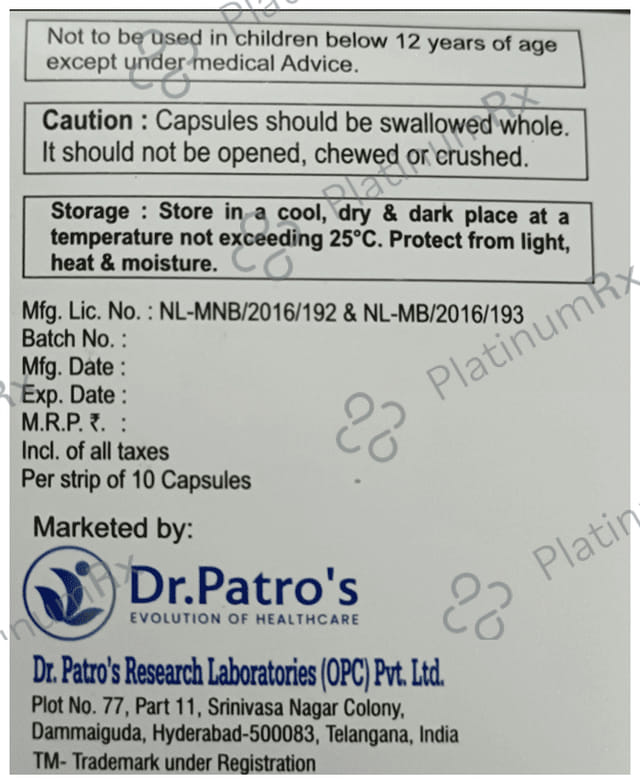 Not to be used in children below 12 years of age
except under medical Advice.
Caution : Capsules should be swallowed whole.
It should not be opened, chewed or crushed.
Storage : Store in a cool, dry & dark place at a
temperature not exceeding 25°C. Protect from light,
heat & moisture.
Mfg. Lic. No. : NL-MNB/2016/192 & NL-MB/2016/193
Batch No. :
Mfg. Date :
Exp. Date :
M.R.P. ₹. :
Incl. of all taxes
Per strip of 10 Capsules
Marketed by:
Dr.Patro's
EVOLUTION OF HEALTHCARE
Dr. Patro's Research Laboratories (OPC) Pvt. Ltd.
Plot No. 77, Part 11, Srinivasa Nagar Colony,
Dammaiguda, Hyderabad-500083, Telangana, India
TM- Trademark under Registration
PlatinumRx
PlatinumRx
PlatinumRx